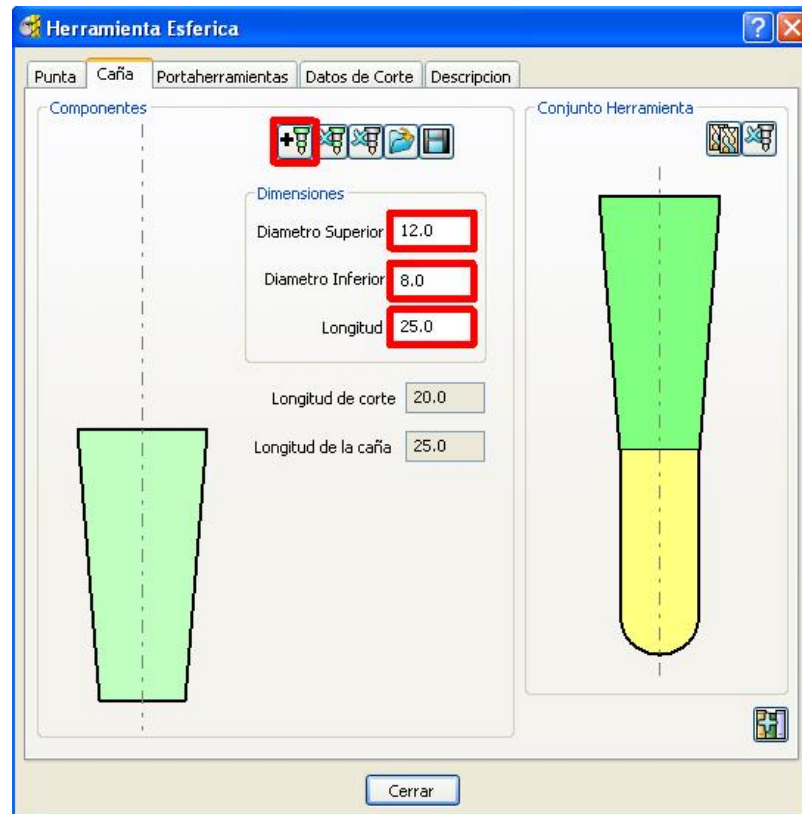 Herramienta Esferica
Punta
Caña
Portaherramientas
Datos de Corte
Descripcion
Componentes
Dimensiones
Diametro Superior 12.0
Diametro Inferior 8.0
Longitud 25.0
Longitud de corte 20.0
Longitud de la caña 25.0
Conjunto Herramienta
Cerrar